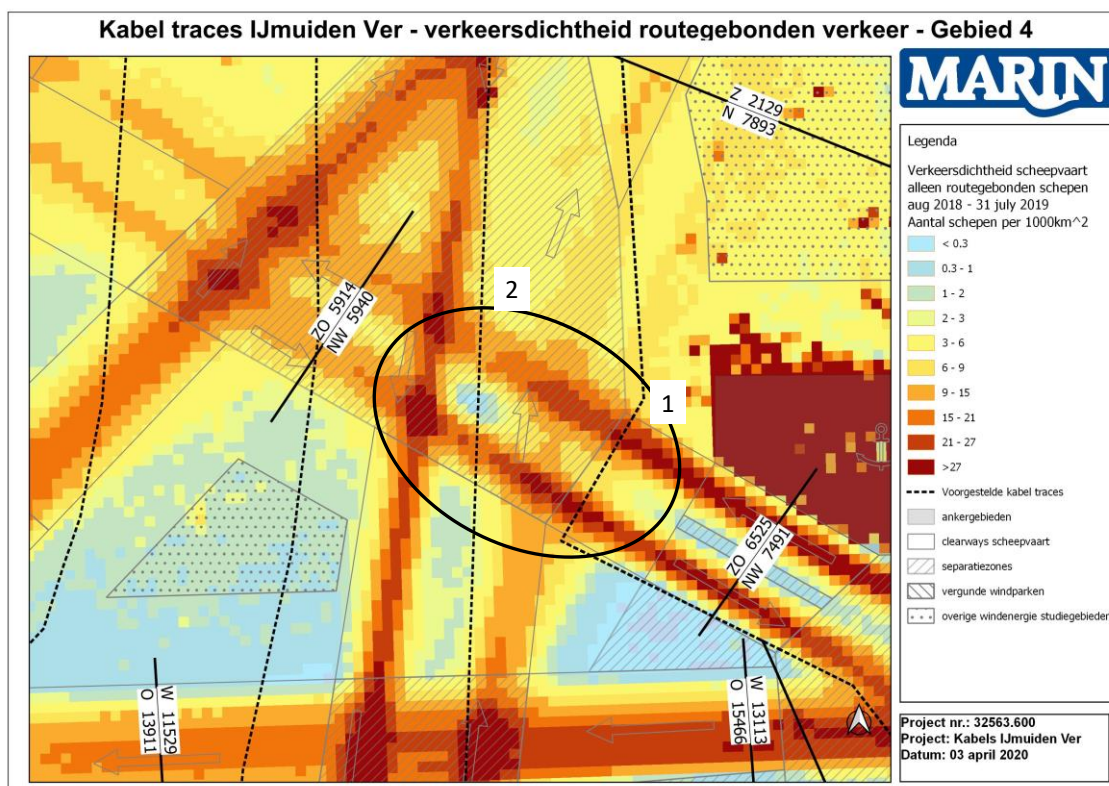 Kabel traces IJmuiden Ver - verkeersdichtheid routegebonden verkeer - Gebied 4
MARIN
Z 2129
N 7893
ZO 5914
NW 5940
2
1
ZO 6525
NW 7491
W 11529
O 13911
W 13113
O 15466
Legenda
Verkeersdichtheid scheepvaart
alleen routegebonden schepen
aug 2018 - 31 july 2019
Aantal schepen per 1000km^2
< 0.3
0.3 - 1
1 - 2
2 - 3
3 - 6
6 - 9
9 - 15
15 - 21
21 - 27
>27
Voorgestelde kabel traces
ankergebieden
clearways scheepvaart
separatiezones
vergunde windparken
overige windenergie studiegebieden
Project nr.: 32563.600
Project: Kabels IJmuiden Ver
Datum: 03 april 2020